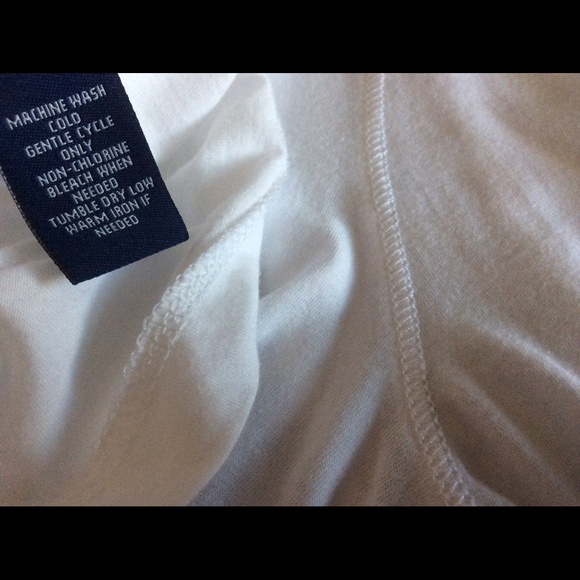 MACHINE WASH
COLD
GENTLE CYCLE
ONLY
NON-CHLORINE
BLEACH WHEN
NEEDED
TUMBLE DRY LOW
WARM IRON IF
NEEDED